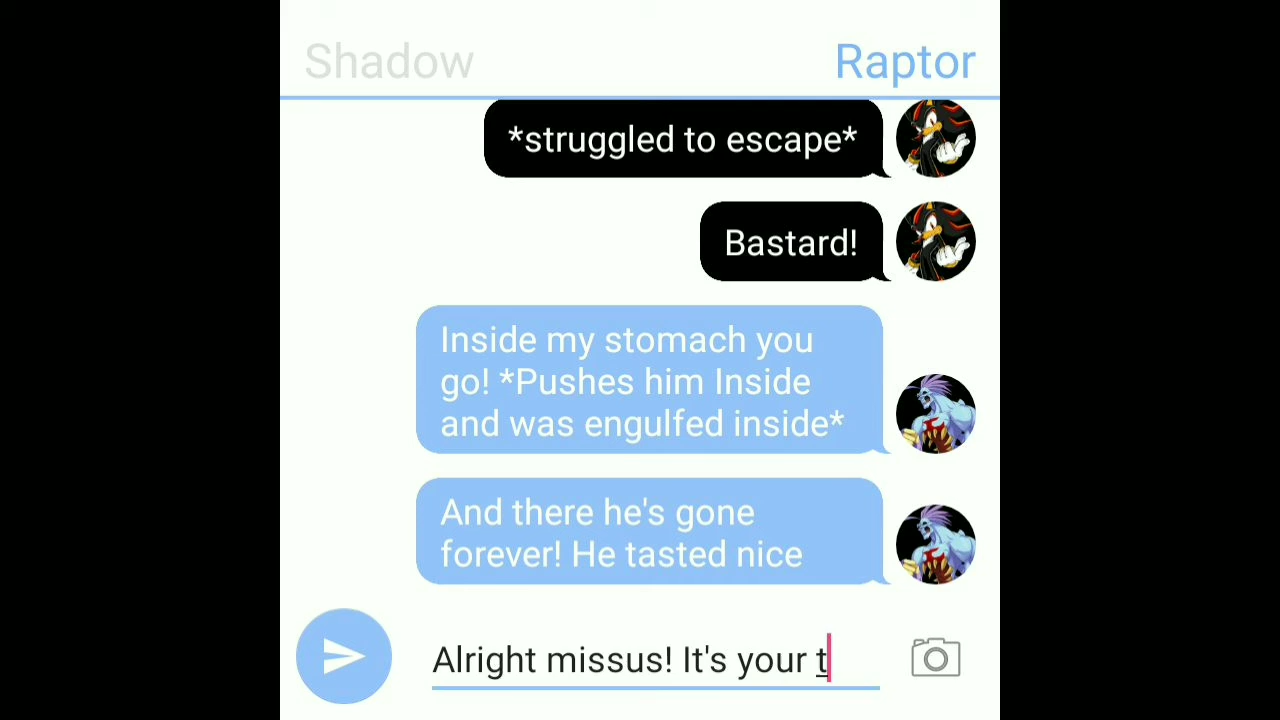 Shadow
Raptor
*struggled to escape*
Bastard!
Inside my stomach you
go! *Pushes him Inside
and was engulfed inside*
And there he's gone
forever! He tasted nice
Alright missus! It's your t